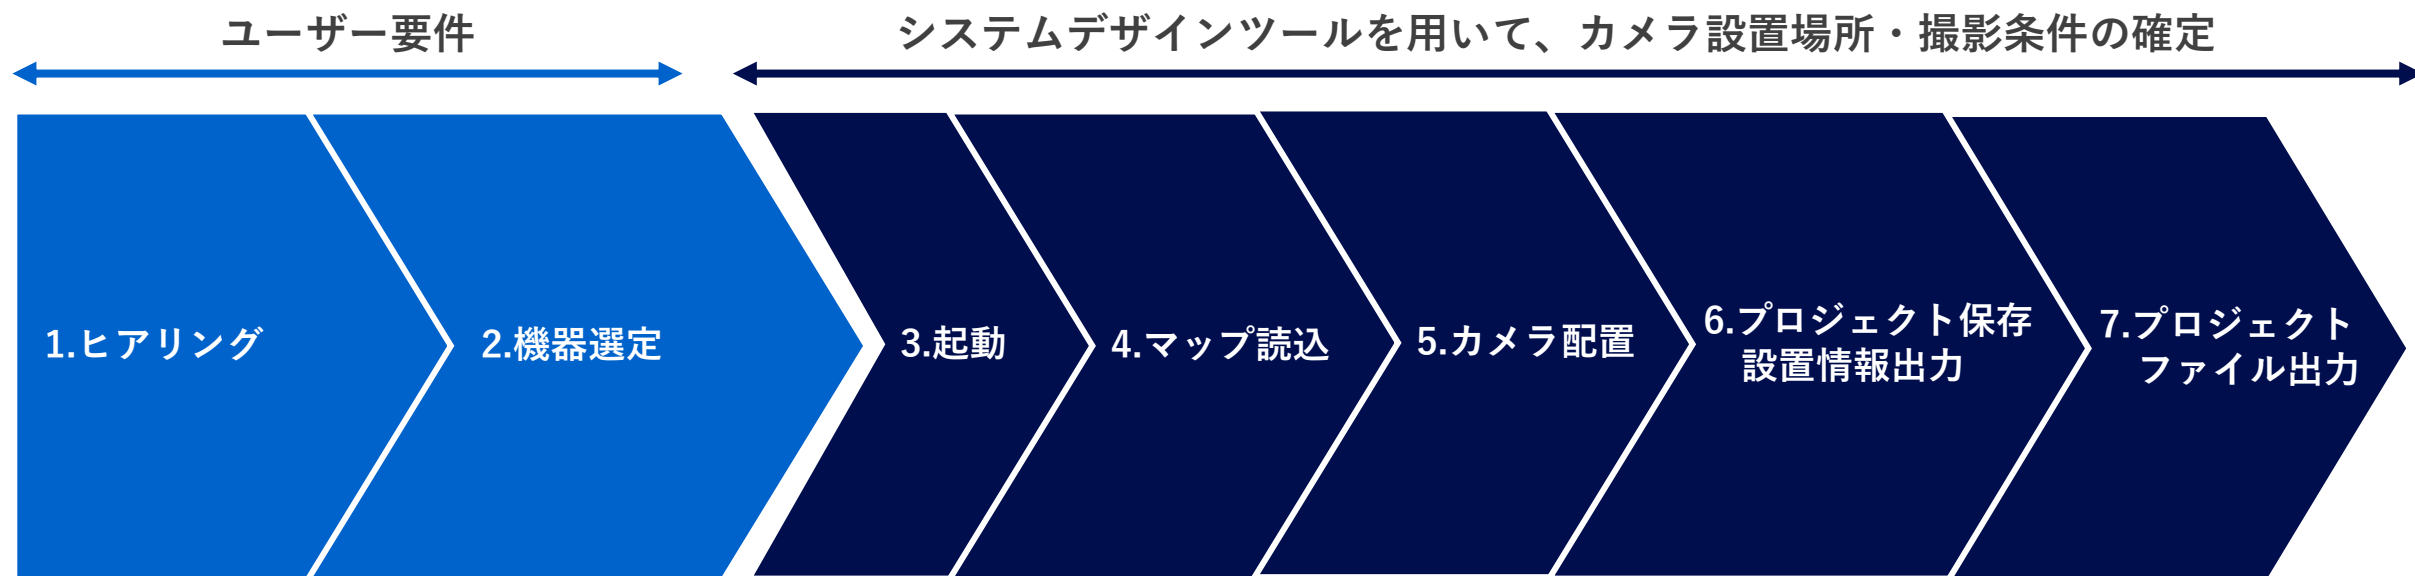 ユーザー要件
システムデザインツールを用いて、カメラ設置場所・撮影条件の確定
1.ヒアリング
2.機器選定
3.起動
4.マップ読込
5.カメラ配置
6.プロジェクト保存
設置情報出力
7.プロジェクト
ファイル出力